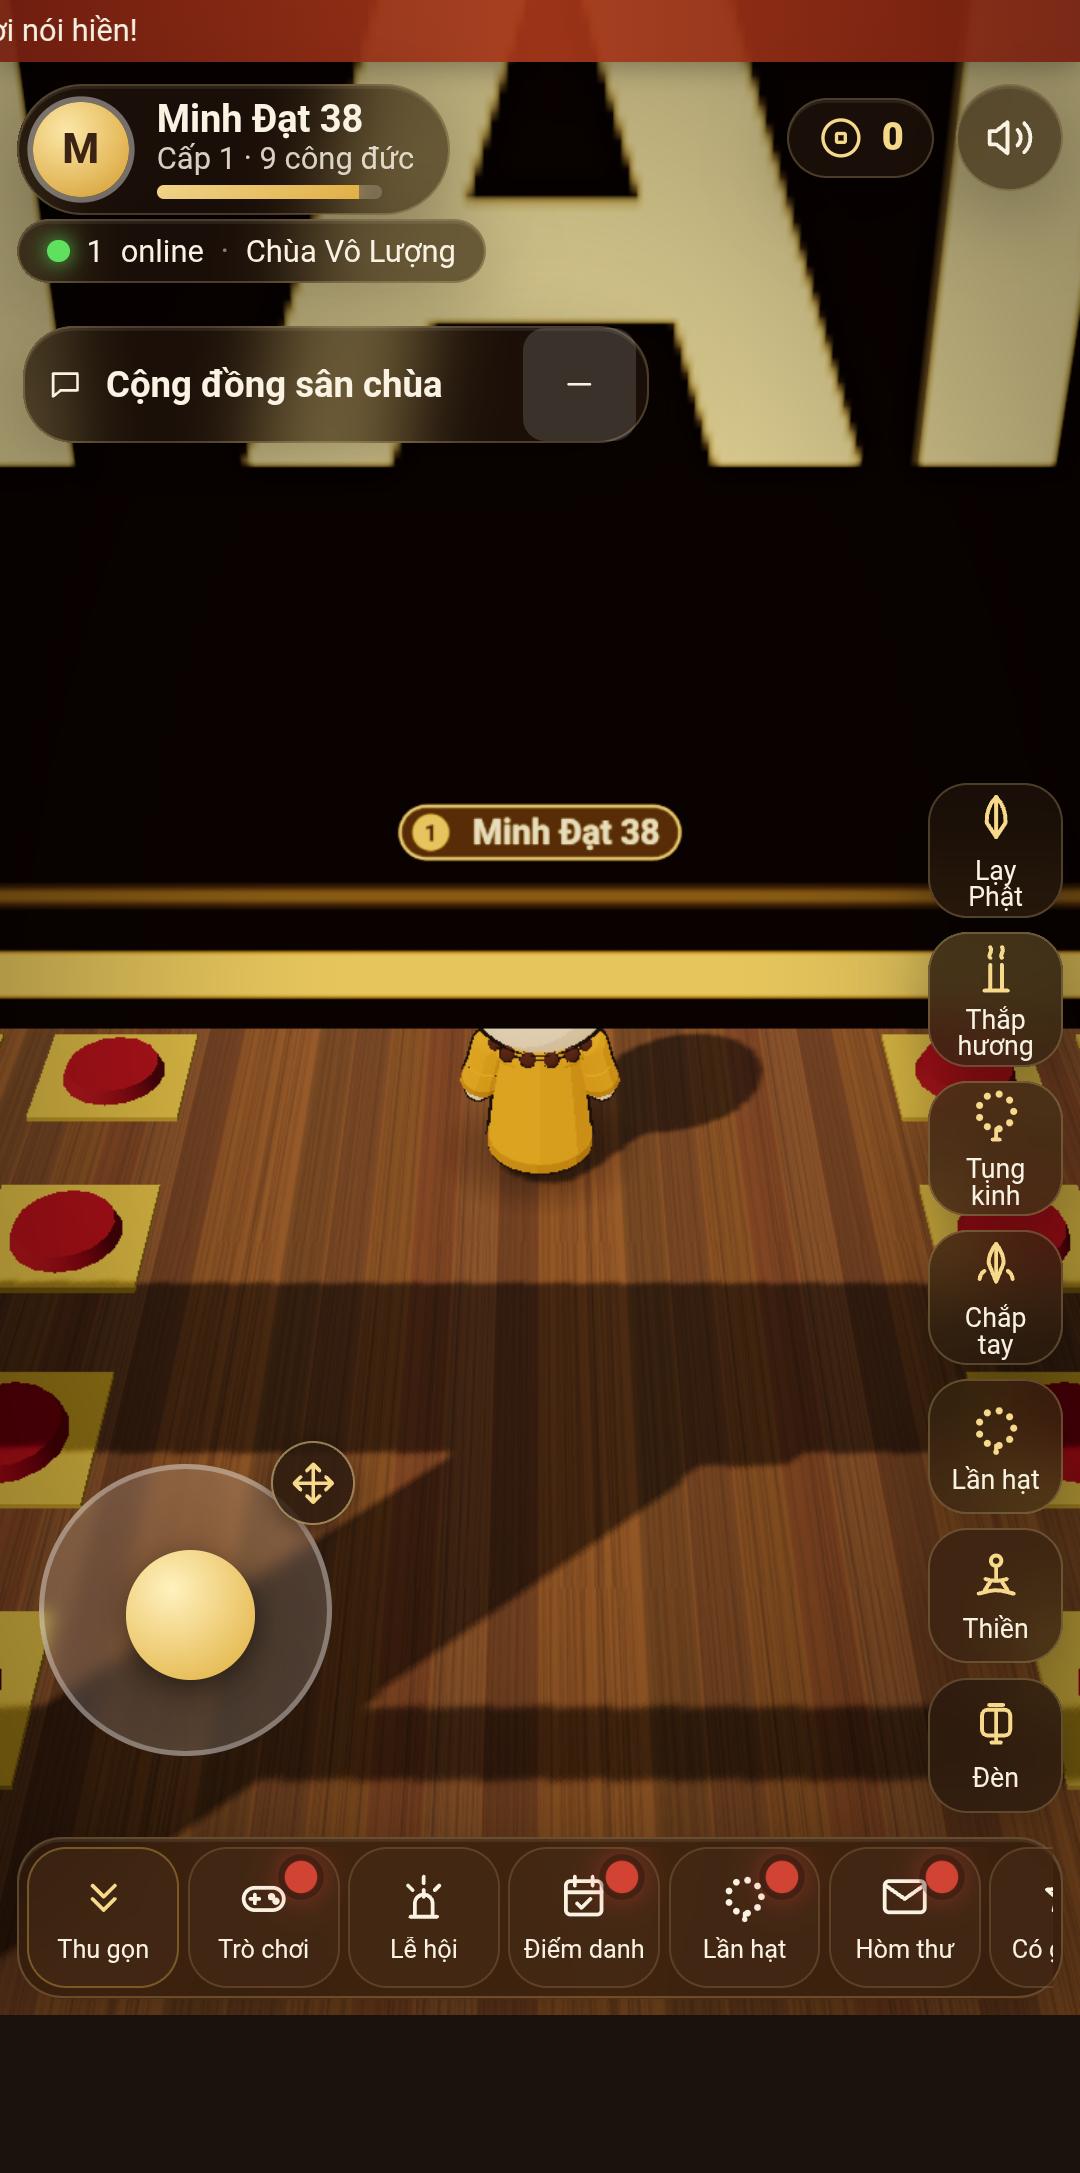 ơi nói hiền!
M
Minh Đạt 38
Cấp 1 · 9 công đức
0
1 online · Chùa Vô Lượng
Cộng đồng sân chùa
A
1 Minh Đạt 38
Lạy
Phật
Thắp
hương
Tụng
kinh
Chắp
tay
Lần hạt
Thiền
Đèn
Thu gọn
Trò chơi
Lễ hội
Điểm danh
Lần hạt
Hòm thư
Có